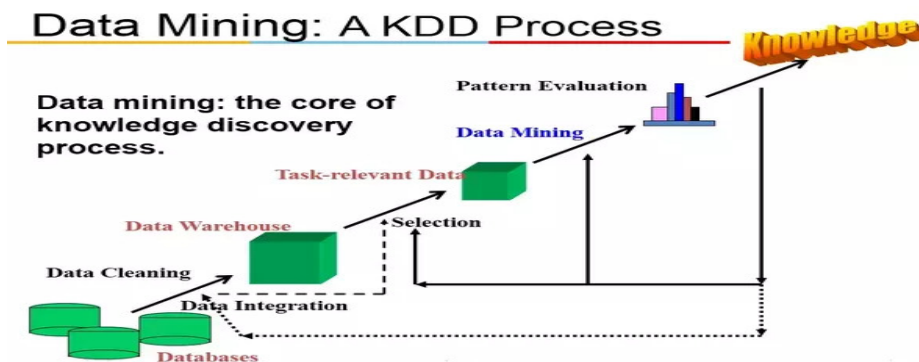 Data Mining: A KDD Process
Knowledge
Pattern Evaluation
Data mining: the core of
knowledge discovery
process.
Data Mining
Task-relevant Data
Selection
Data Warehouse
Data Cleaning
Data Integration
Databases